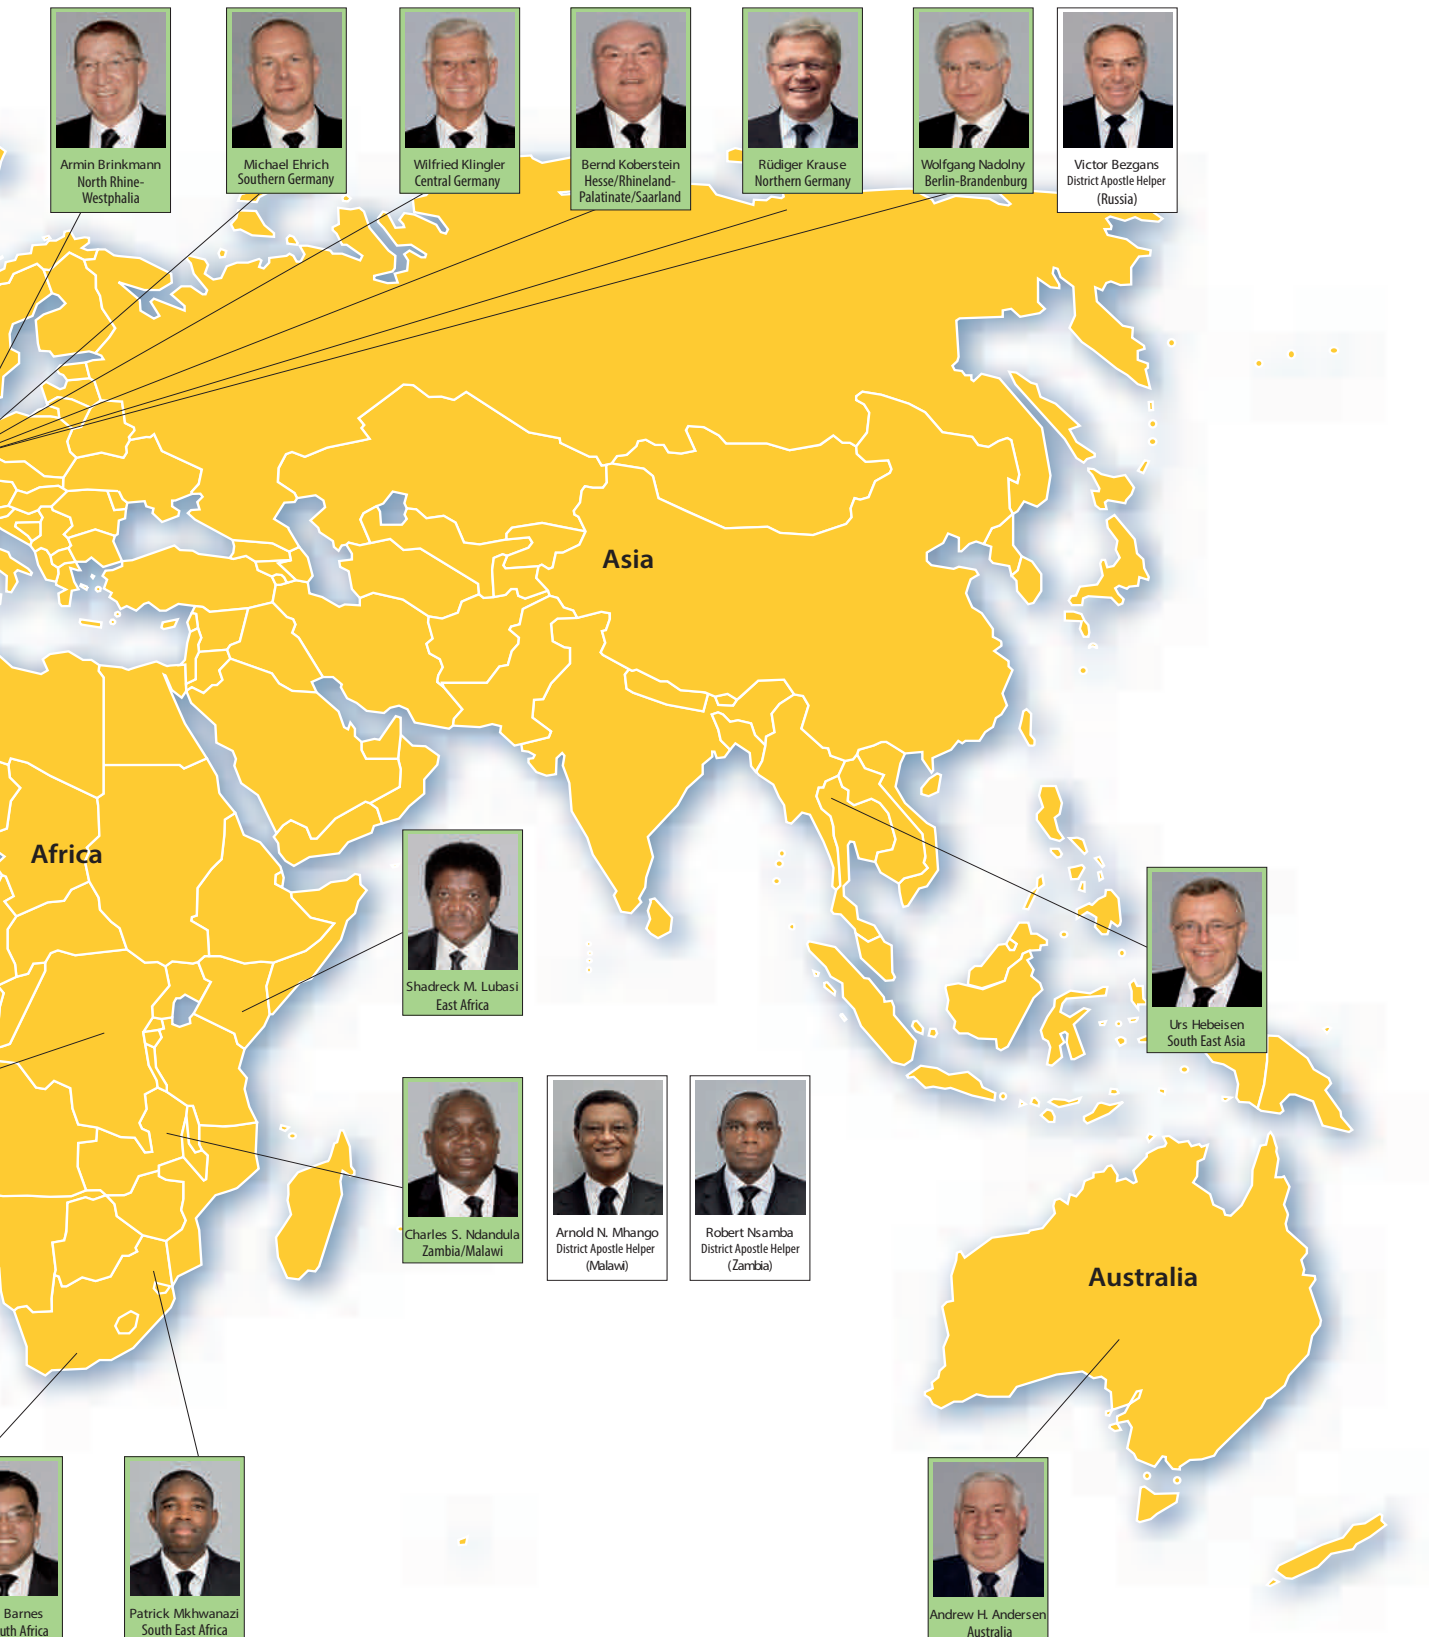 Armin Brinkmann
North Rhine-
Westphalia
Michael Ehrich
Southern Germany
Wilfried Klingler
Central Germany
Bernd Koberstein
Hesse/Rhineland-
Palatinate/Saarland
Rüdiger Krause
Northern Germany
Wolfgang Nadolny
Berlin-Brandenburg
Victor Bezgans
District Apostle Helper
(Russia)
Asia
Africa
Shadreck M. Lubasi
East Africa
Urs Hebeisen
South East Asia
Charles S. Ndandula
Zambia/Malawi
Arnold N. Mhango
District Apostle Helper
(Malawi)
Robert Nsamba
District Apostle Helper
(Zambia)
Australia
Barnes
uth Africa
Patrick Mkhwanazi
South East Africa
Andrew H. Andersen
Australia